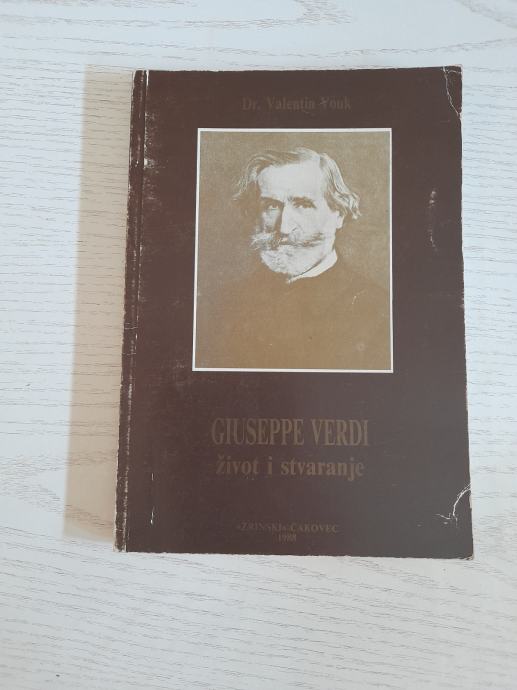 Dr. Valentin Vouk
GIUSEPPE VERDI
život i stvaranje
»ZRINSKI« ČAKOVEC
1988